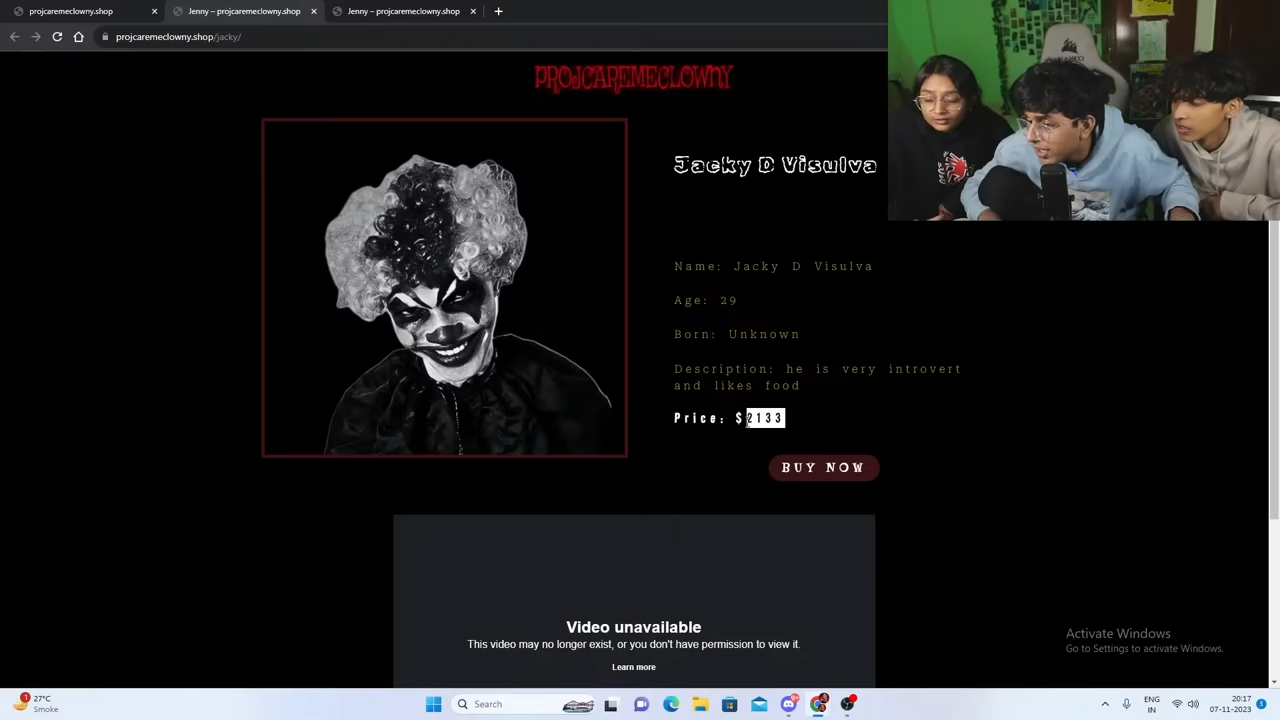 projcaremeclowny.shop
Jenny – projcaremeclowny.shop
Jenny – projcaremeclowny.shop
projcaremeclowny.shop/jacky/
PROJCAREMECLOWNY
Jacky D Visulva
Name: Jacky D Visulva
Age: 29
Born: Unknown
Description: he is very introvert
and likes food
Price: $2133
BUY NOW
Video unavailable
This video may no longer exist, or you don't have permission to view it.
Learn more
Activate Windows
Go to Settings to activate Windows.
27°C
Smoke
Search
ENG
IN
20:17
07-11-2023